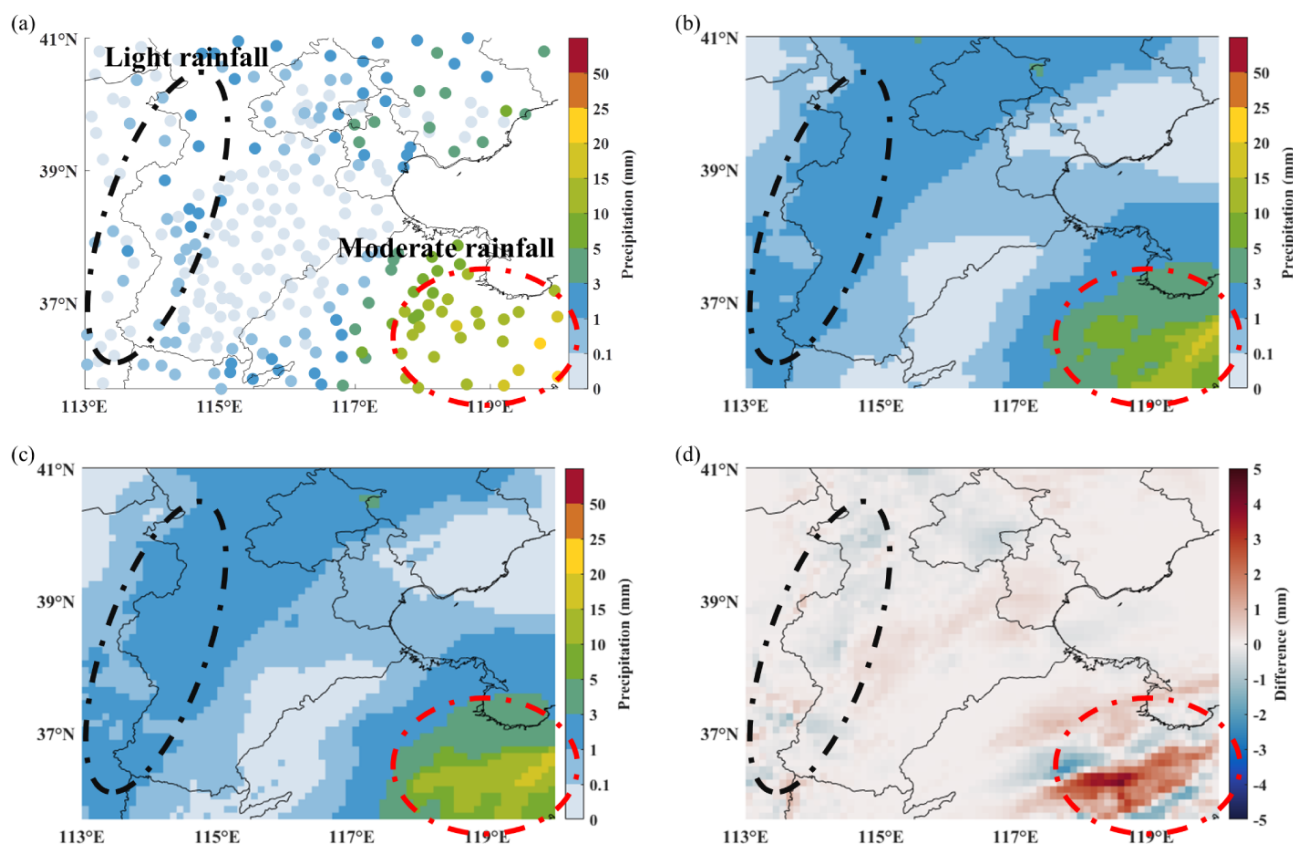 (a)
41°N
39°N
37°N
113°E
115°E
117°E
119°E
Light rainfall
Moderate rainfall
50
25
20
15
10
5
3
1
0.1
0
Precipitation (mm)
(b)
41°N
39°N
37°N
113°E
115°E
117°E
119°E
50
25
20
15
10
5
3
1
0.1
0
Precipitation (mm)
(c)
41°N
39°N
37°N
113°E
115°E
117°E
119°E
50
25
20
15
10
5
3
1
0.1
0
Precipitation (mm)
(d)
41°N
39°N
37°N
113°E
115°E
117°E
119°E
5
4
3
2
1
0
-1
-2
-3
-4
-5
Difference (mm)